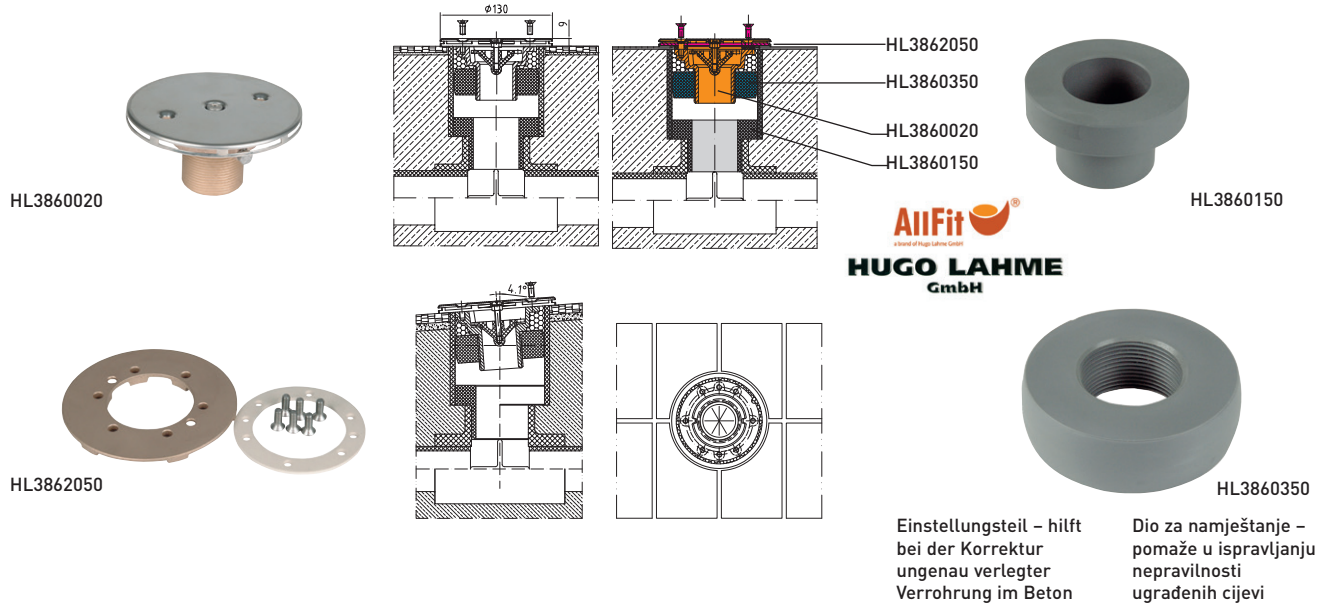 ø130
9
HL3862050
HL3860350
HL3860020
HL3860150
HL3860020
HL3860150
AllFit®
a brand of Hugo Lahme GmbH
HUGO LAHME
GmbH
4.1°
HL3862050
HL3860350
Einstellungsteil – hilft
bei der Korrektur
ungenau verlegter
Verrohrung im Beton
Dio za namještanje –
pomaže u ispravljanju
nepravilnosti
ugrađenih cijevi